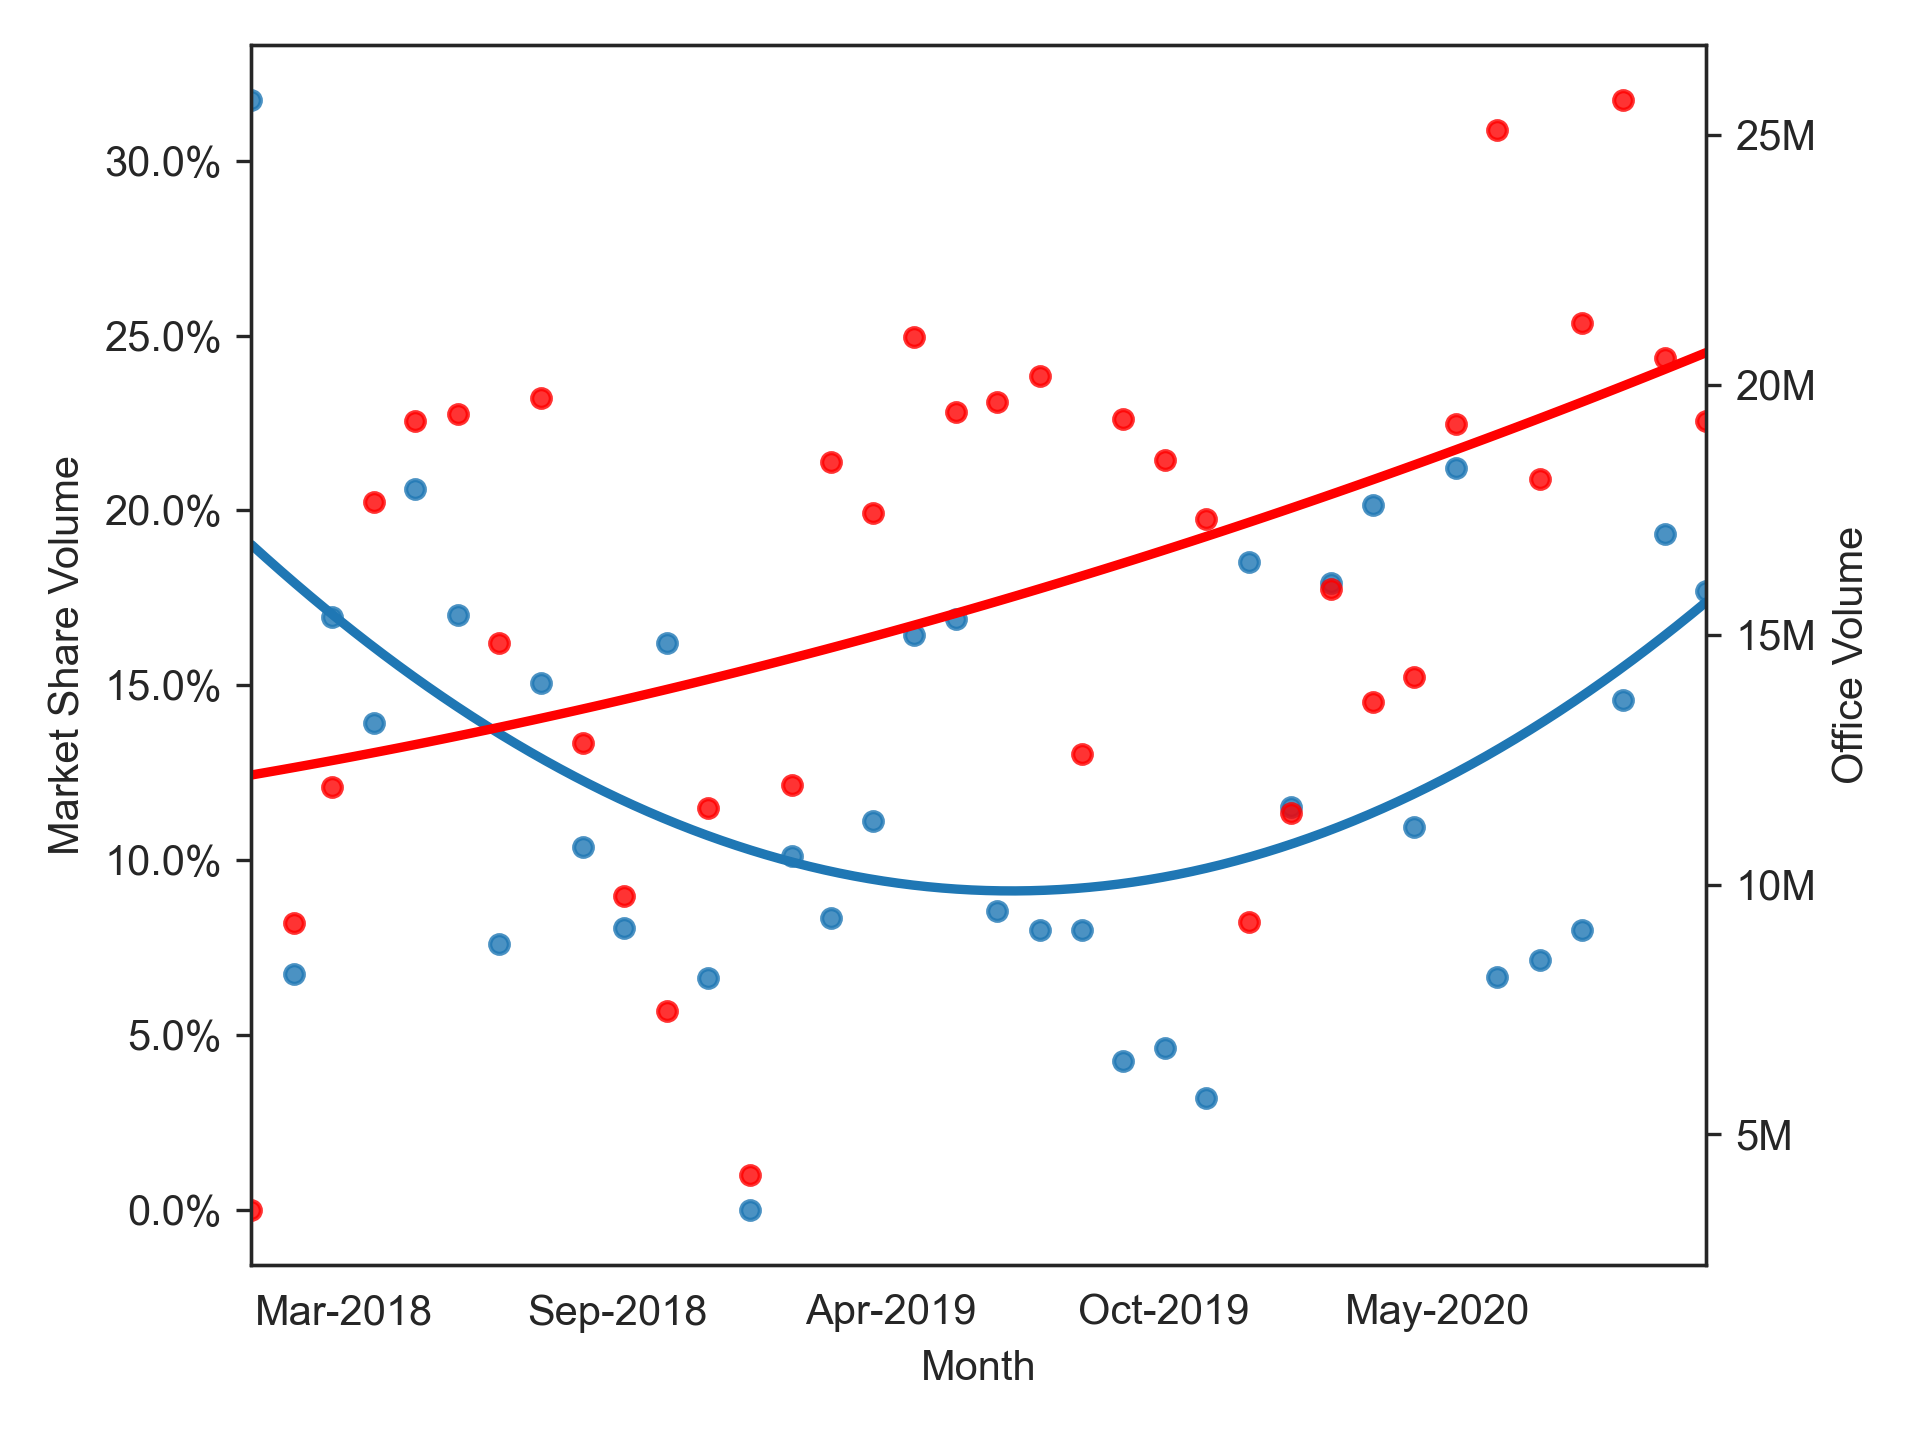 Market Share Volume
30.0%
25.0%
20.0%
15.0%
10.0%
5.0%
0.0%
25M
20M
15M
10M
5M
Office Volume
Mar-2018
Sep-2018
Apr-2019
Oct-2019
May-2020
Month